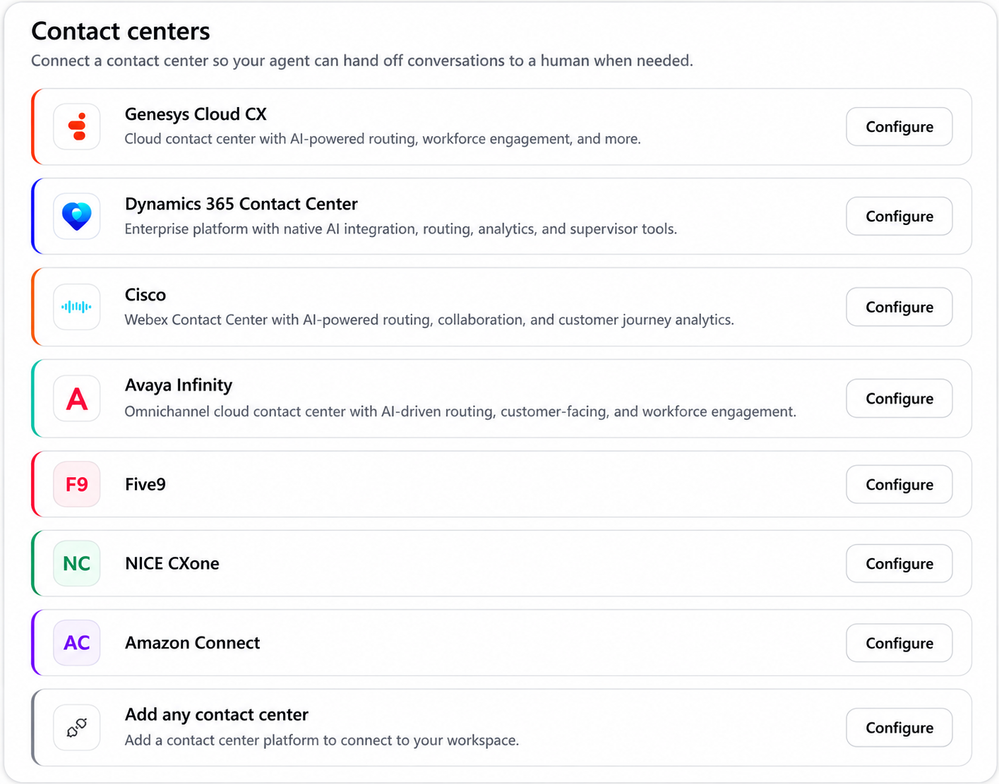 Contact centers
Connect a contact center so your agent can hand off conversations to a human when needed.
Genesys Cloud CX
Cloud contact center with AI-powered routing, workforce engagement, and more.
Configure
Dynamics 365 Contact Center
Enterprise platform with native AI integration, routing, analytics, and supervisor tools.
Configure
Cisco
Webex Contact Center with AI-powered routing, collaboration, and customer journey analytics.
Configure
A
Avaya Infinity
Omnichannel cloud contact center with AI-driven routing, customer-facing, and workforce engagement.
Configure
F9
Five9
Configure
NC
NICE CXone
Configure
AC
Amazon Connect
Configure
Add any contact center
Add a contact center platform to connect to your workspace.
Configure